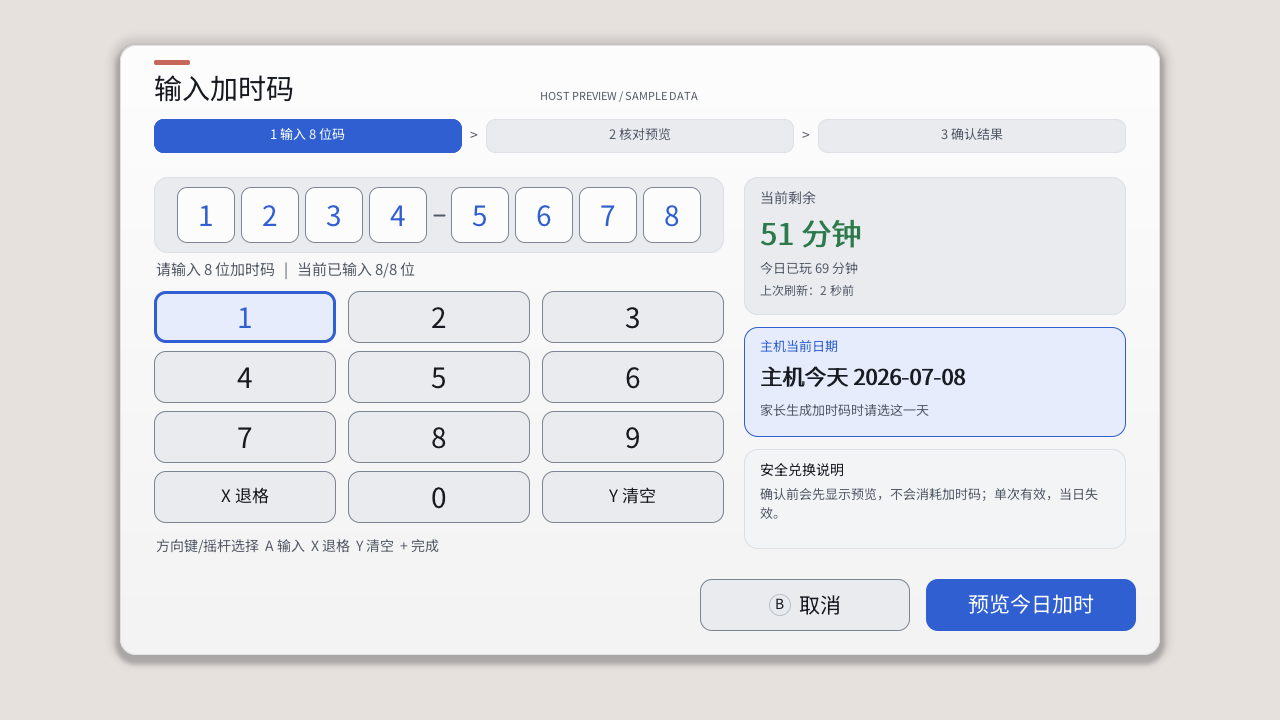 输入加时码
HOST PREVIEW / SAMPLE DATA
1 输入 8 位码 > 2 核对预览 > 3 确认结果
1 2 3 4 – 5 6 7 8
请输入 8 位加时码 | 当前已输入 8/8 位
1 2 3
4 5 6
7 8 9
X 退格 0 Y 清空
方向键/摇杆选择 A 输入 X 退格 Y 清空 + 完成
当前剩余
51 分钟
今日已玩 69 分钟
上次刷新：2 秒前
主机当前日期
主机今天 2026-07-08
家长生成加时码时请选这一天
安全兑换说明
确认前会先显示预览，不会消耗加时码；单次有效，当日失
效。
B 取消
预览今日加时